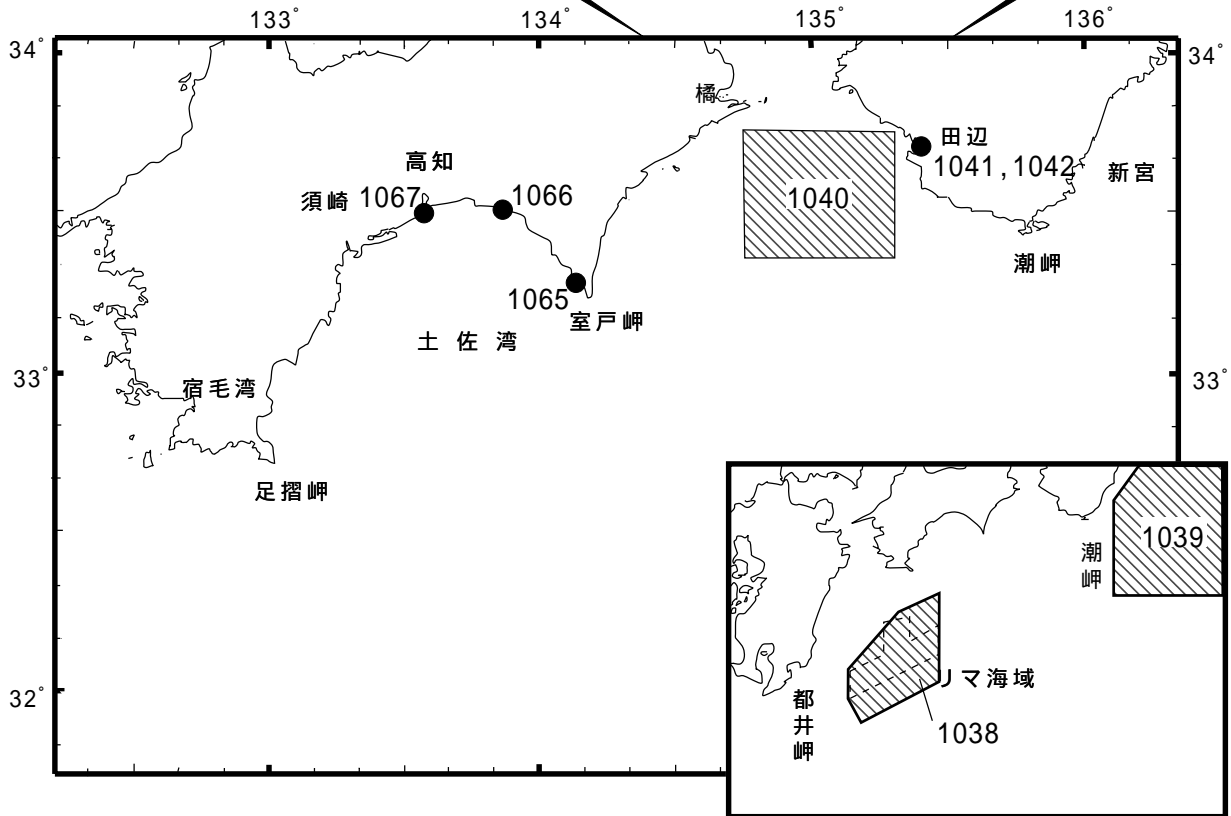 133° 134° 135° 136°
34° 34°
橘
田辺
1041,1042
新宮
高知
須崎 1067 1066
1040
潮岬
1065
室戸岬
土佐湾
33° 33°
宿毛湾
足摺岬
1039
潮岬
リマ海域
32°
都井岬
1038